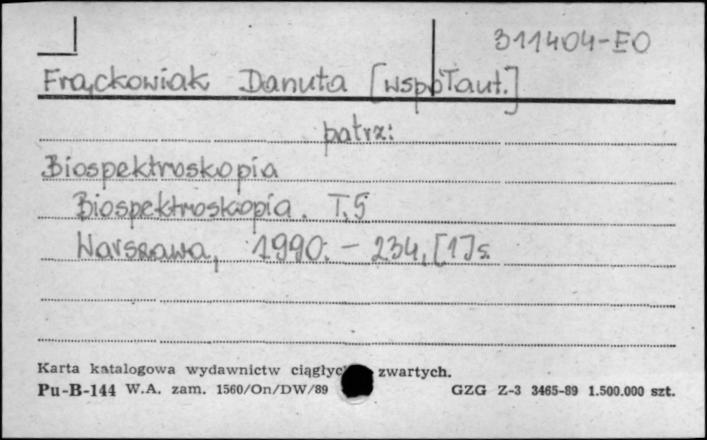 311404-EO
Frąckowiak Danuta [współaut.]
patrz:
Biospektroskopia
Biospektroskopia. T.5
Warszawa, 1990. - 234, [1] s.
Karta katalogowa wydawnictw zwartych.
Pu-B-144 W.A. zam. 1560/On/DW/89 GZG Z-3 3465-89 1.500.000 szt.